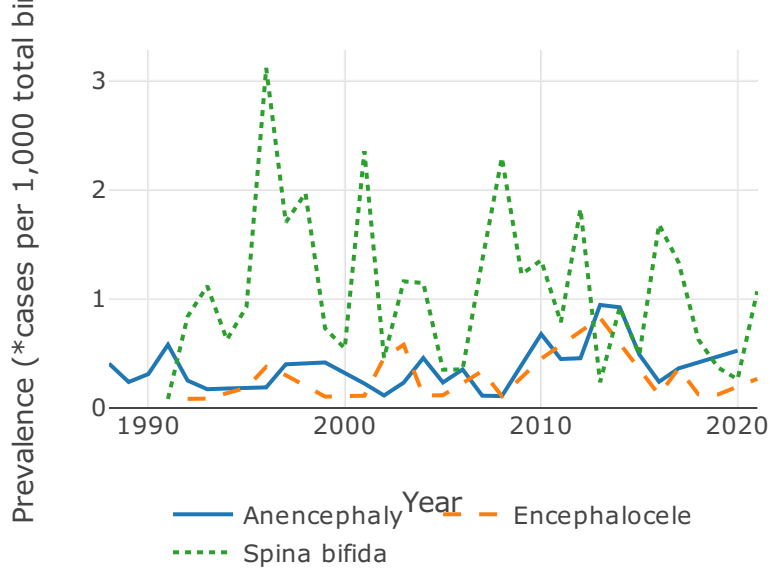 Prevalence (*cases per 1,000 total
3
2
1
0
1990 2000 2010 2020
Year
Anencephaly Encephalocele
Spina bifida